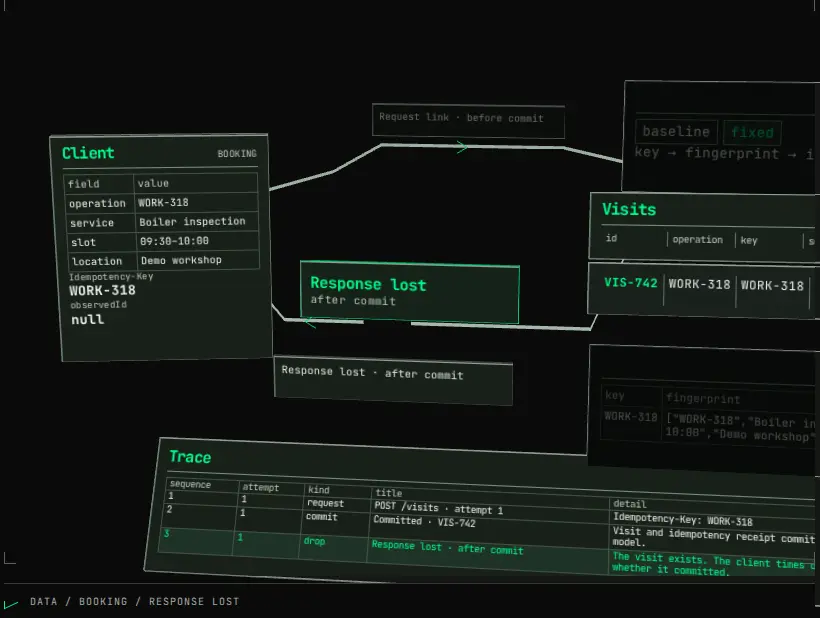 Request link · before commit
baseline fixed
key → fingerprint → i
Client BOOKING
field value
operation WORK-318
service Boiler inspection
slot 09:30–10:00
location Demo workshop
Idempotency-Key
WORK-318
observedId
null
Visits
id operation key s
VIS-742 WORK-318 WORK-318
Response lost
after commit
Response lost · after commit
key fingerprint
WORK-318 ["WORK-318","Boiler in
10:00","Demo workshop"
Trace
sequence attempt kind title detail
1 1 request POST /visits · attempt 1 Idempotency-Key: WORK-318
2 1 commit Committed · VIS-742 Visit and idempotency receipt commit
model.
3 1 drop Response lost · after commit The visit exists. The client times
whether it committed.
DATA / BOOKING / RESPONSE LOST